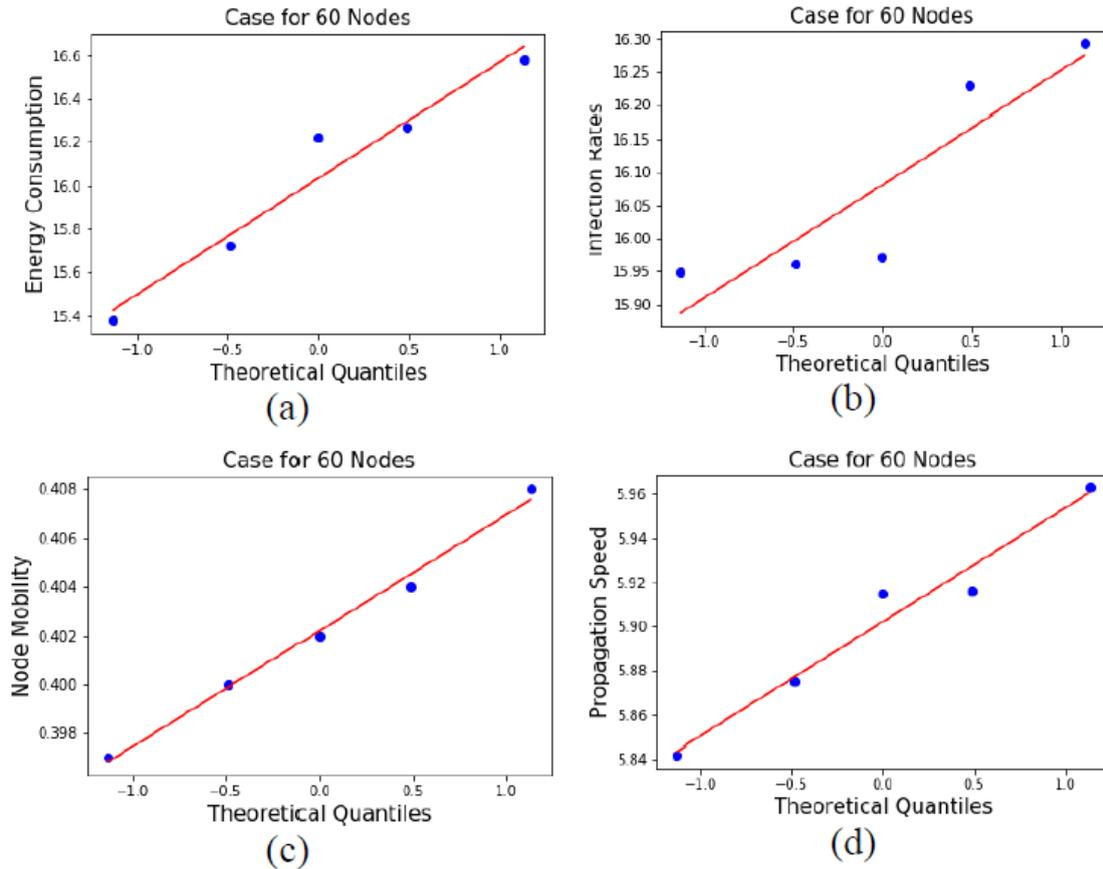 Case for 60 Nodes
Energy Consumption
16.6
16.4
16.2
16.0
15.8
15.6
15.4
−1.0 −0.5 0.0 0.5 1.0
Theoretical Quantiles
(a)
Case for 60 Nodes
Infection Rates
16.30
16.25
16.20
16.15
16.10
16.05
16.00
15.95
15.90
−1.0 −0.5 0.0 0.5 1.0
Theoretical Quantiles
(b)
Case for 60 Nodes
Node Mobility
0.408
0.406
0.404
0.402
0.400
0.398
−1.0 −0.5 0.0 0.5 1.0
Theoretical Quantiles
(c)
Case for 60 Nodes
Propagation Speed
5.96
5.94
5.92
5.90
5.88
5.86
5.84
−1.0 −0.5 0.0 0.5 1.0
Theoretical Quantiles
(d)